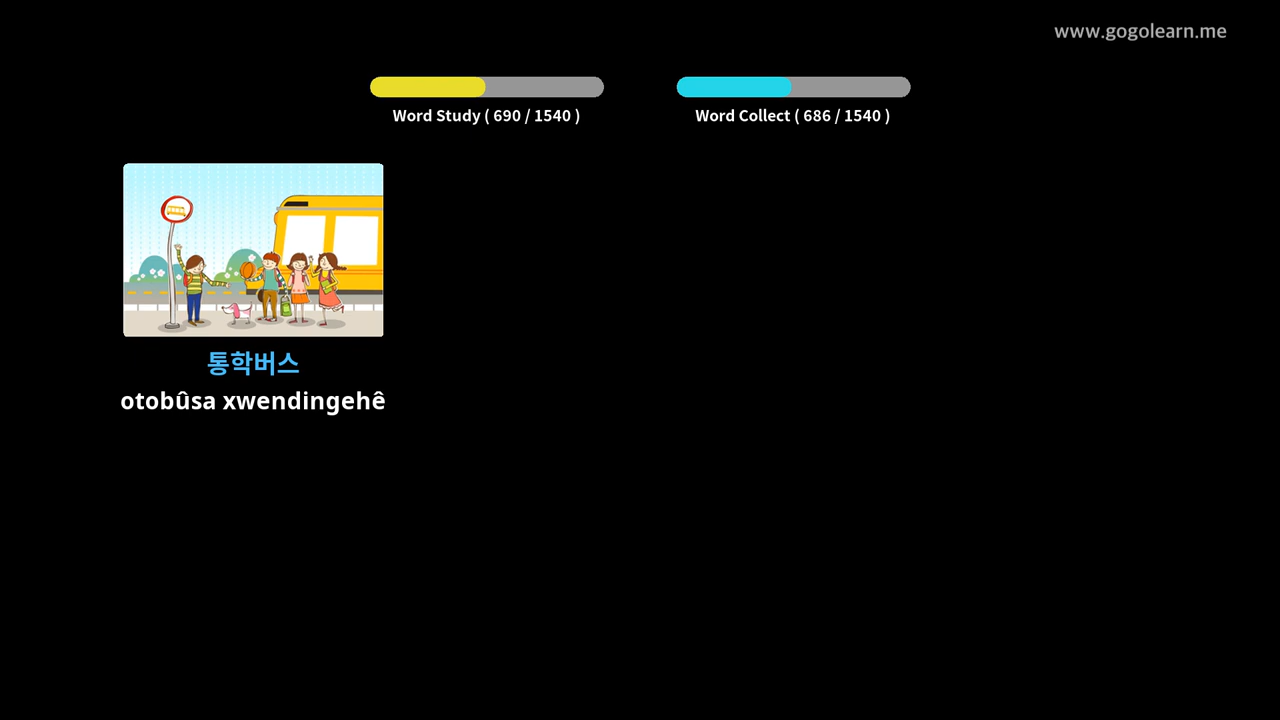 www.gogolearn.me
Word Study ( 690 / 1540 )
Word Collect ( 686 / 1540 )
통학버스
otobûsa xwendingehê